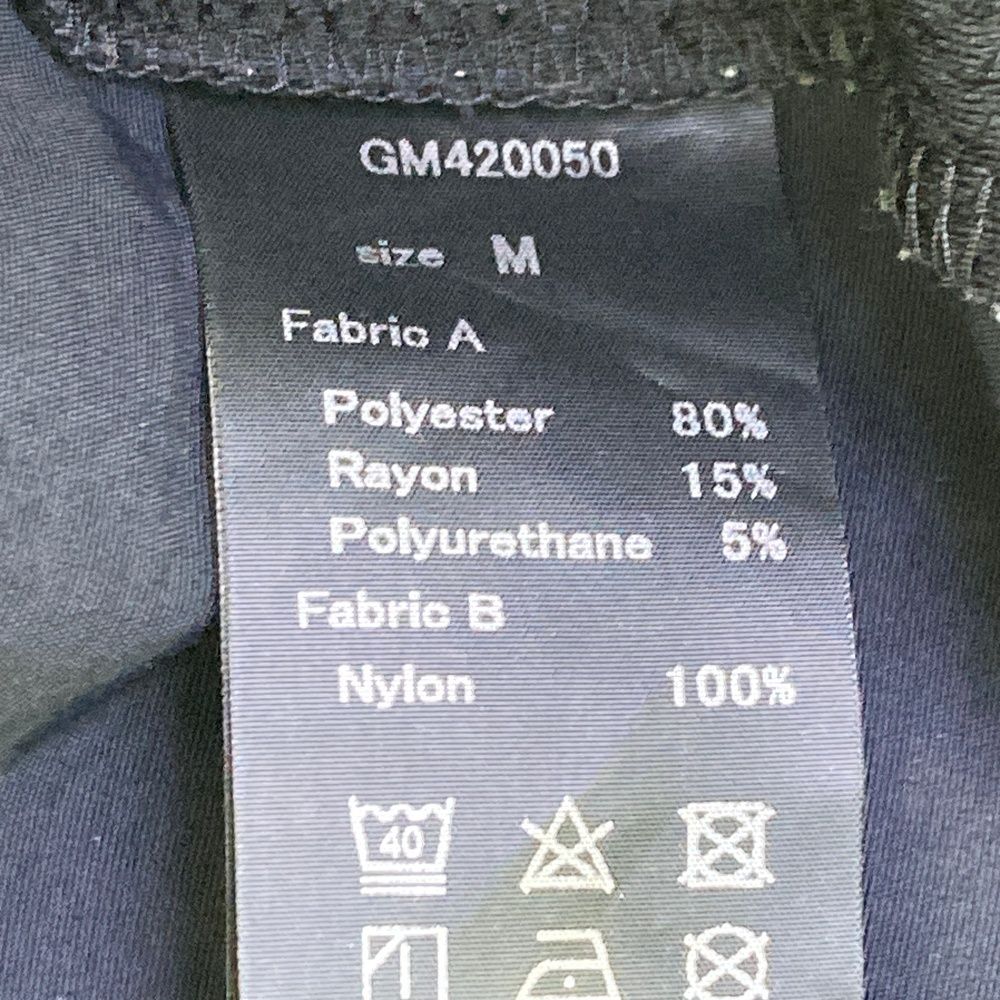 GM420050
size M
Fabric A
Polyester 80%
Rayon 15%
Polyurethane 5%
Fabric B
Nylon 100%
40